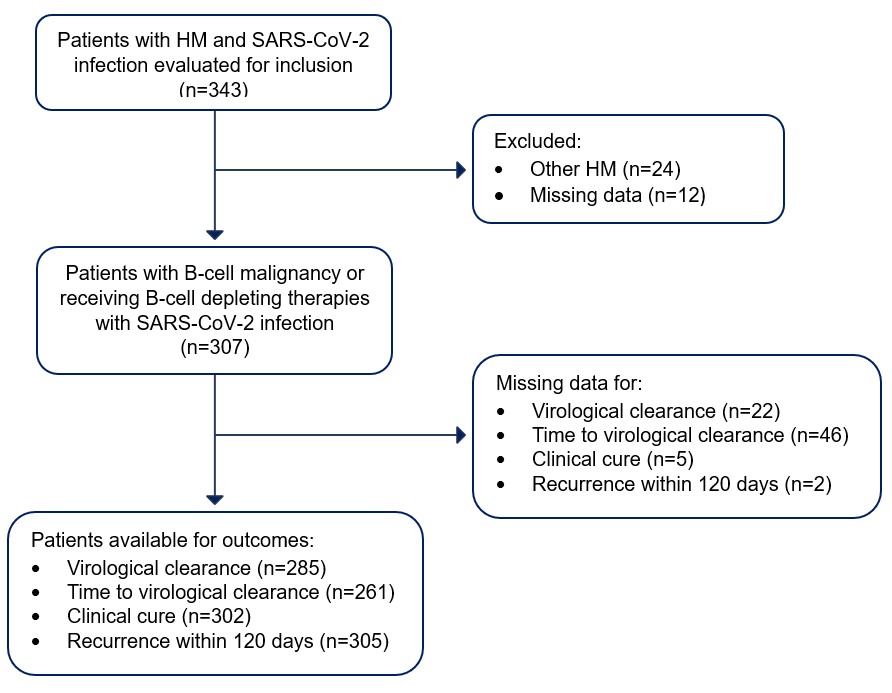 Patients with HM and SARS-CoV-2
infection evaluated for inclusion
(n=343)
Excluded:
• Other HM (n=24)
• Missing data (n=12)
Patients with B-cell malignancy or
receiving B-cell depleting therapies
with SARS-CoV-2 infection
(n=307)
Missing data for:
• Virological clearance (n=22)
• Time to virological clearance (n=46)
• Clinical cure (n=5)
• Recurrence within 120 days (n=2)
Patients available for outcomes:
• Virological clearance (n=285)
• Time to virological clearance (n=261)
• Clinical cure (n=302)
• Recurrence within 120 days (n=305)